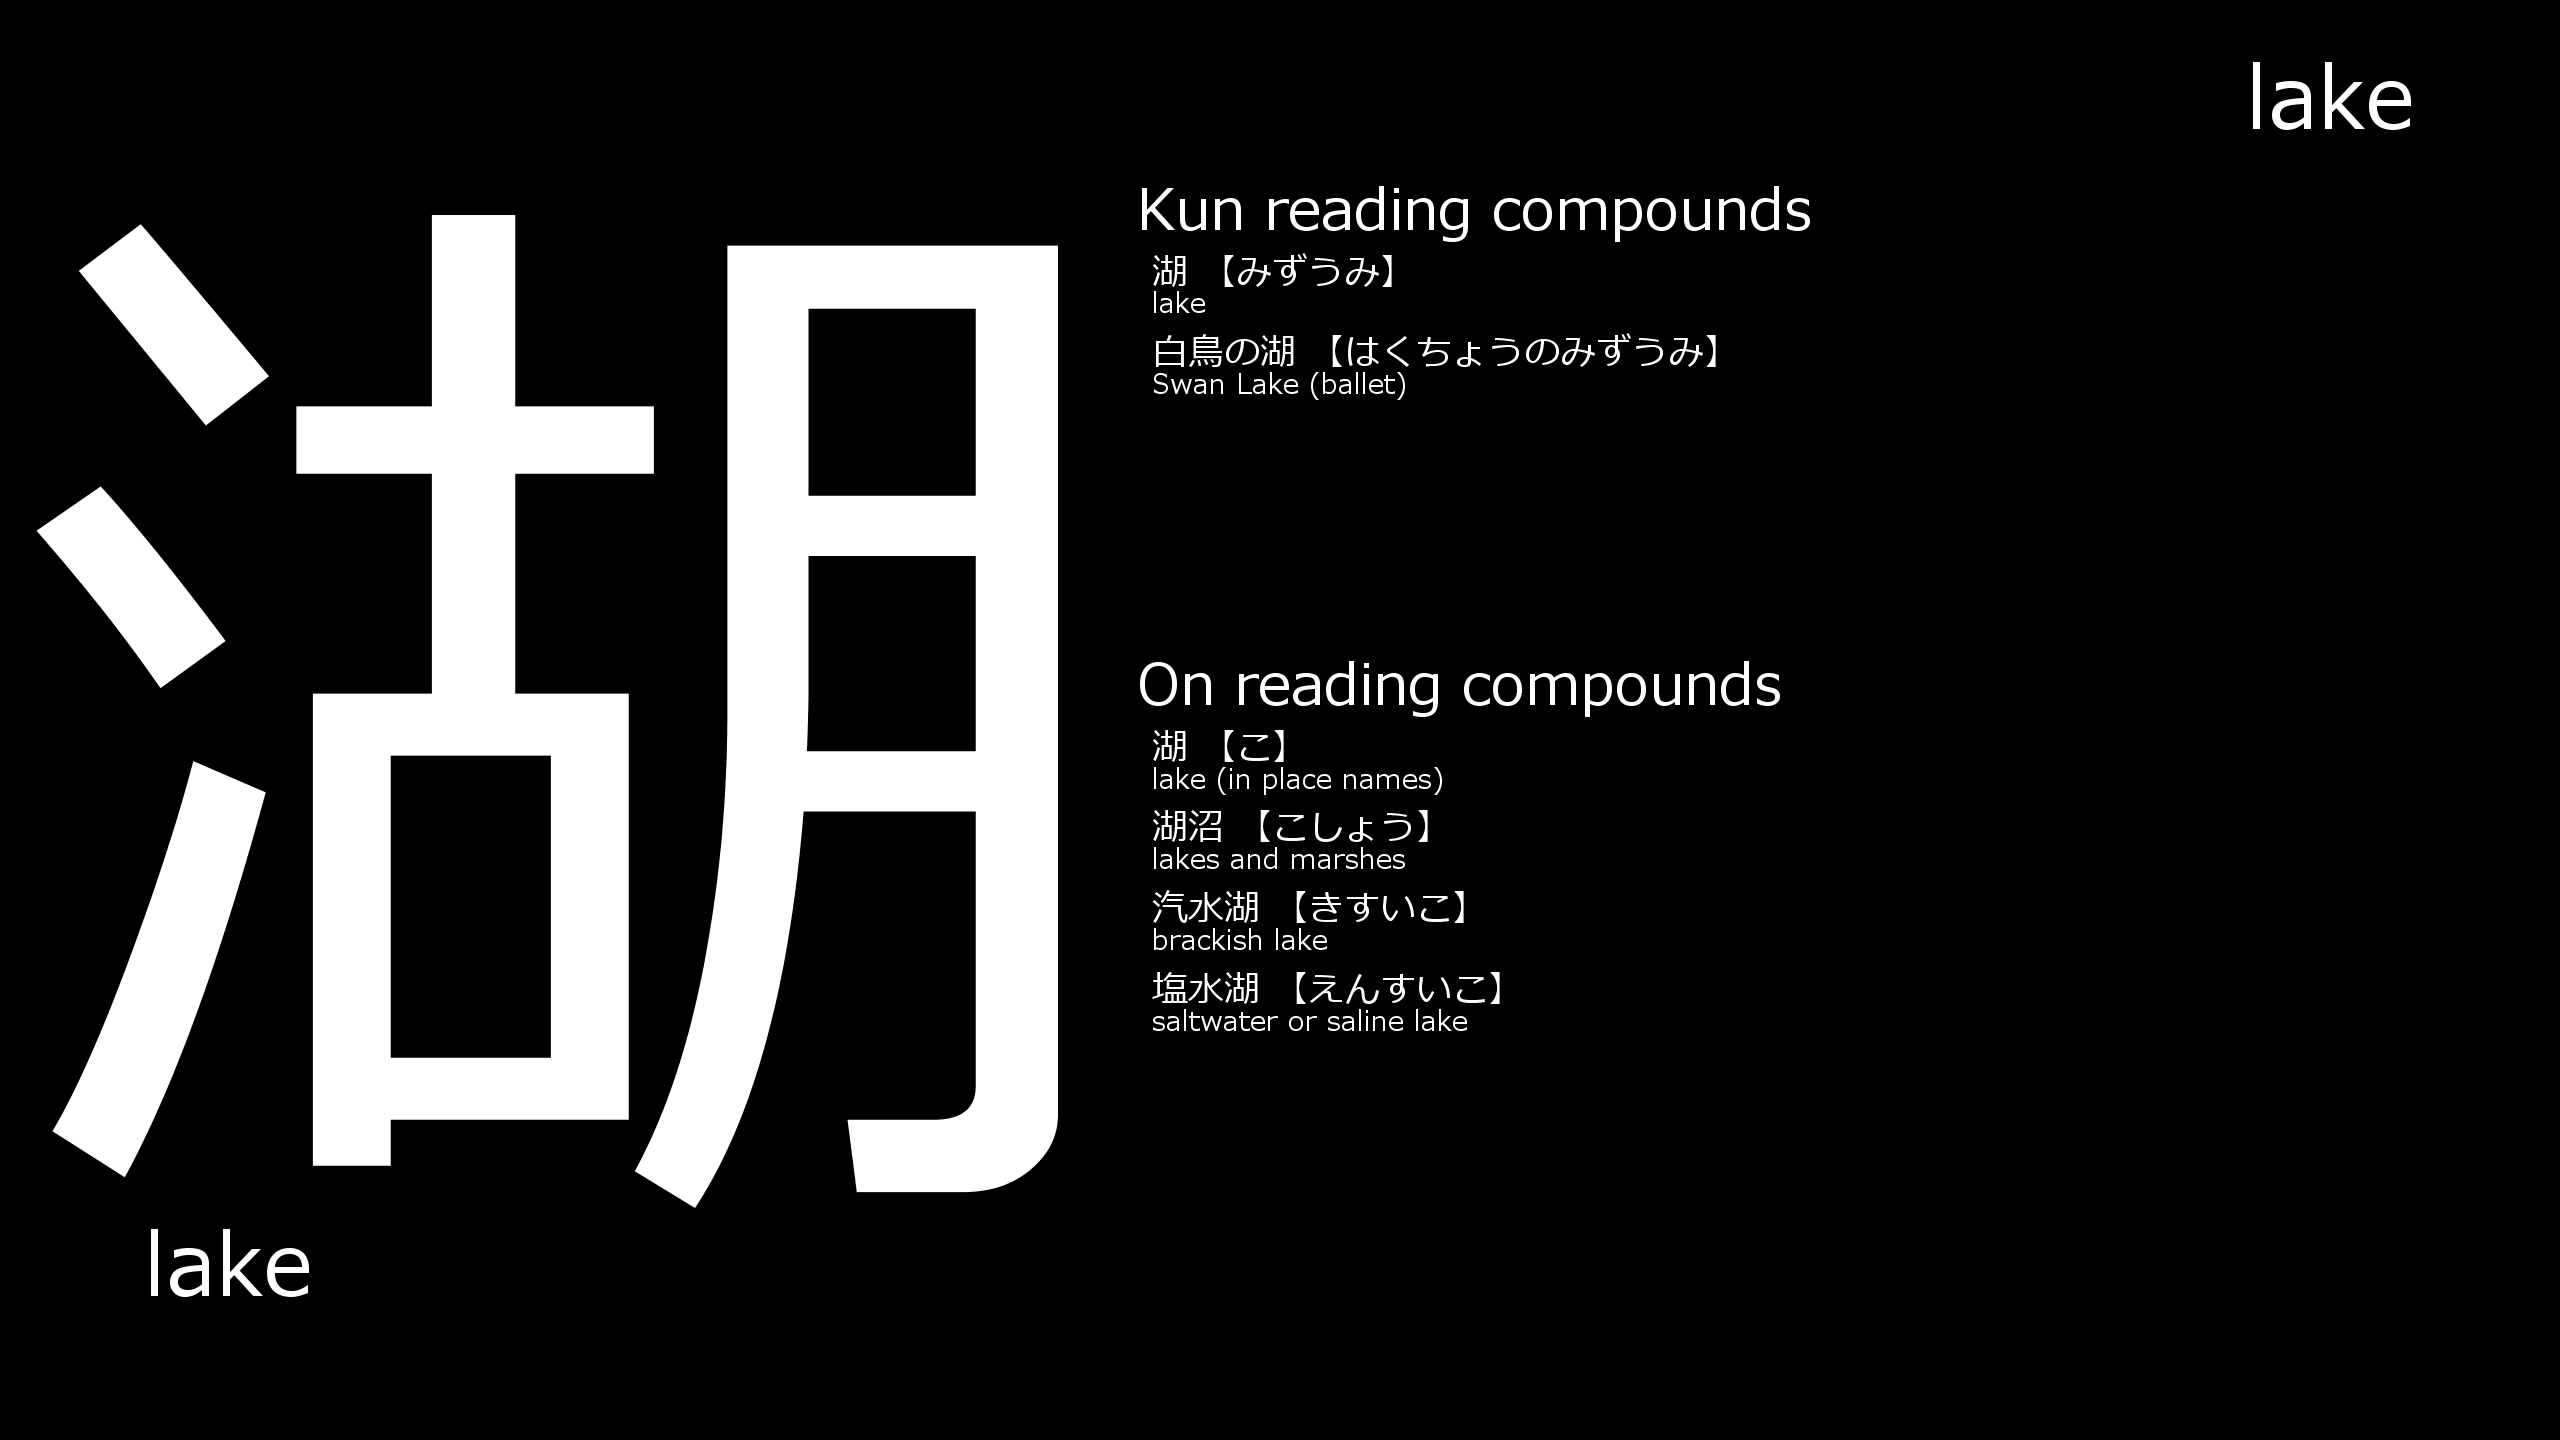 lake
湖
Kun reading compounds
湖 【みずうみ】
lake
白鳥の湖 【はくちょうのみずうみ】
Swan Lake (ballet)
On reading compounds
湖 【こ】
lake (in place names)
湖沼 【こしょう】
lakes and marshes
汽水湖 【きすいこ】
brackish lake
塩水湖 【えんすいこ】
saltwater or saline lake
lake